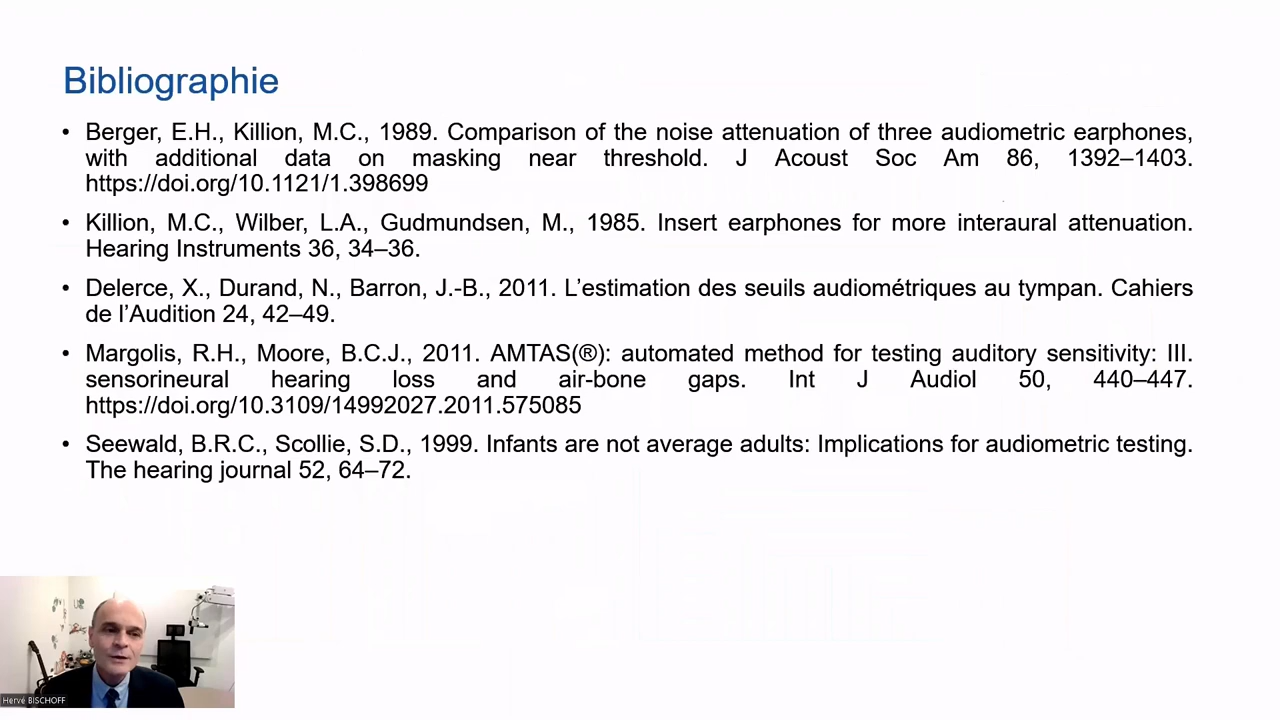 Bibliographie
• Berger, E.H., Killion, M.C., 1989. Comparison of the noise attenuation of three audiometric earphones,
with additional data on masking near threshold. J Acoust Soc Am 86, 1392–1403.
https://doi.org/10.1121/1.398699
• Killion, M.C., Wilber, L.A., Gudmundsen, M., 1985. Insert earphones for more interaural attenuation.
Hearing Instruments 36, 34–36.
• Delerce, X., Durand, N., Barron, J.-B., 2011. L’estimation des seuils audiométriques au tympan. Cahiers
de l’Audition 24, 42–49.
• Margolis, R.H., Moore, B.C.J., 2011. AMTAS(®): automated method for testing auditory sensitivity: III.
sensorineural hearing loss and air-bone gaps. Int J Audiol 50, 440–447.
https://doi.org/10.3109/14992027.2011.575085
• Seewald, B.R.C., Scollie, S.D., 1999. Infants are not average adults: Implications for audiometric testing.
The hearing journal 52, 64–72.
Hervé BISCHOFF